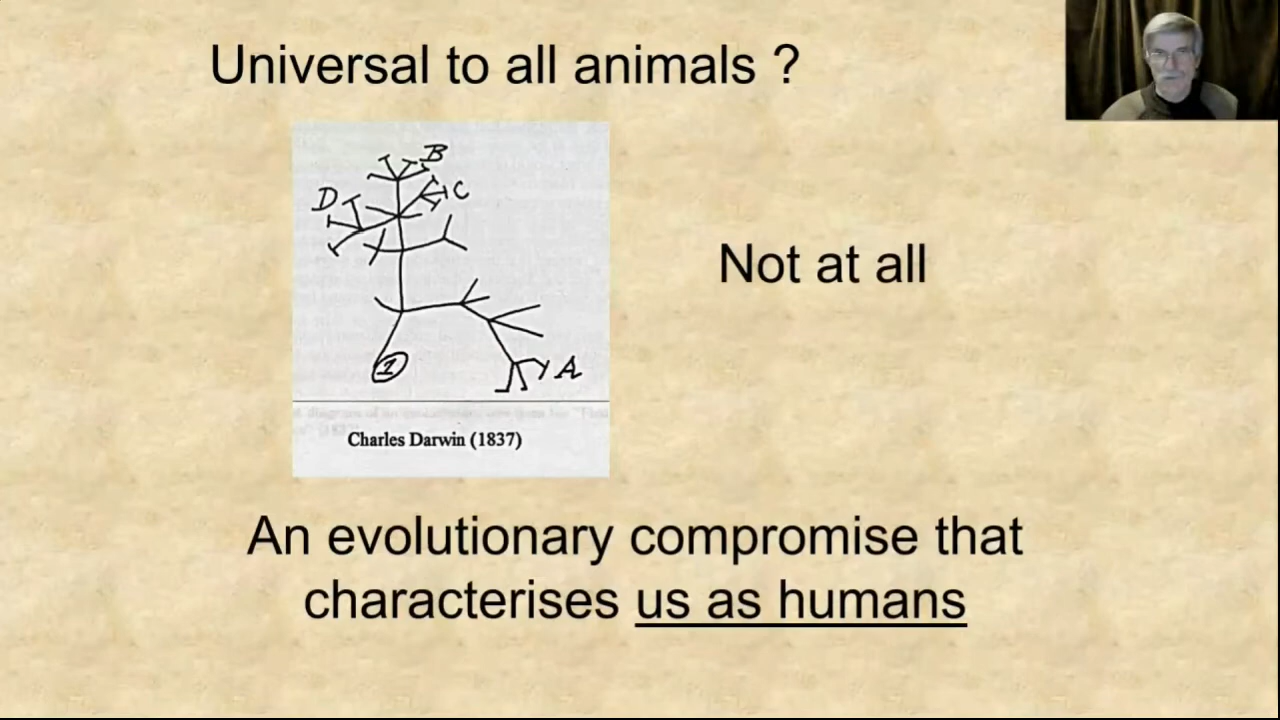 Universal to all animals ?
B
D
C
1
A
Charles Darwin (1837)
Not at all
An evolutionary compromise that
characterises us as humans